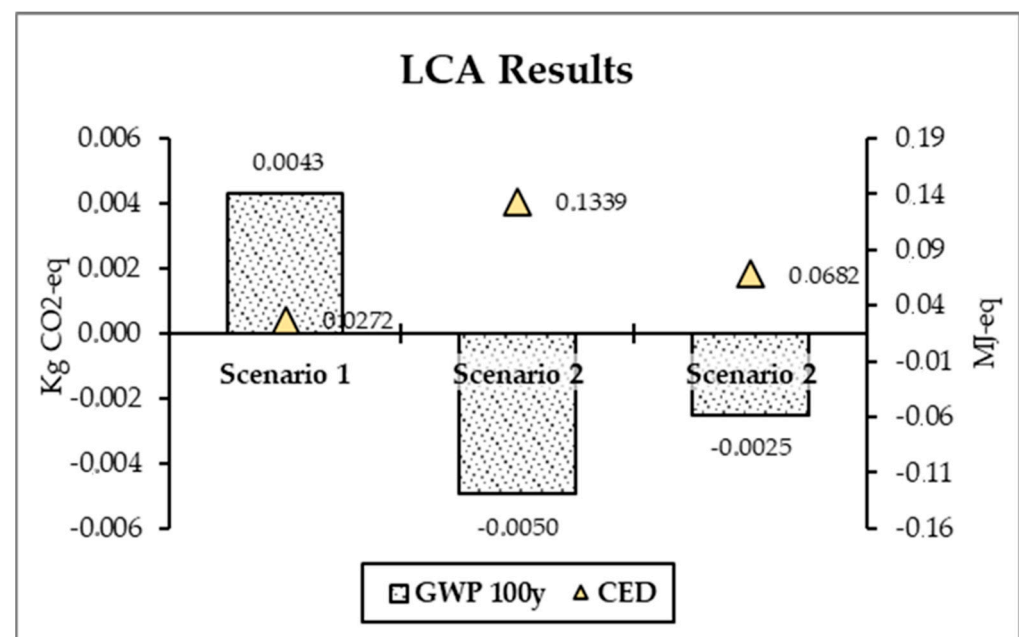 LCA Results
Kg CO2-eq
0.006
0.004
0.002
0.000
-0.002
-0.004
-0.006
0.0043
0.1339
0.0682
0.0272
Scenario 1
Scenario 2
Scenario 2
-0.0025
-0.0050
0.19
0.14
0.09
0.04
-0.01
-0.06
-0.11
-0.16
MJ-eq
GWP 100y
CED